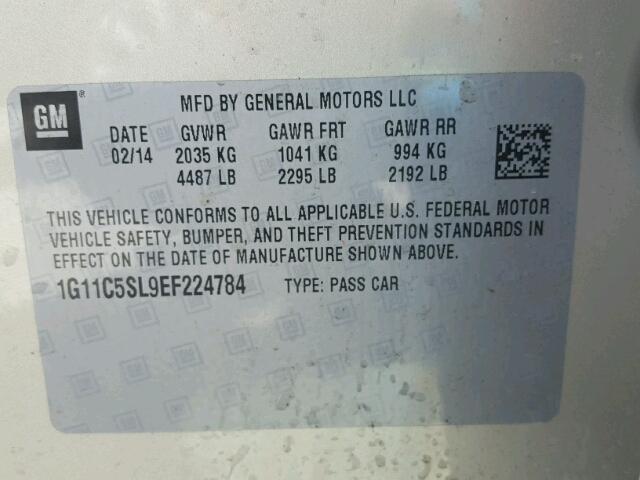 GM ®
MFD BY GENERAL MOTORS LLC
DATE GVWR GAWR FRT GAWR RR
02/14 2035 KG 1041 KG 994 KG
4487 LB 2295 LB 2192 LB
THIS VEHICLE CONFORMS TO ALL APPLICABLE U.S. FEDERAL MOTOR
VEHICLE SAFETY, BUMPER, AND THEFT PREVENTION STANDARDS IN
EFFECT ON THE DATE OF MANUFACTURE SHOWN ABOVE.
1G11C5SL9EF224784 TYPE: PASS CAR